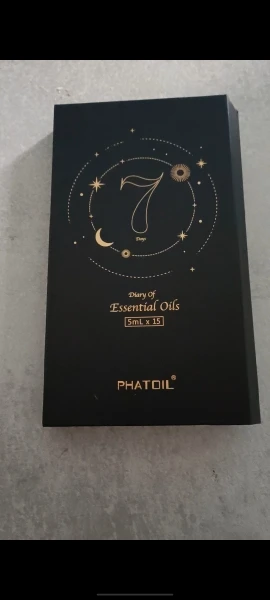 7
Days
Diary Of
Essential Oils
5mL x 15
PHATOIL®